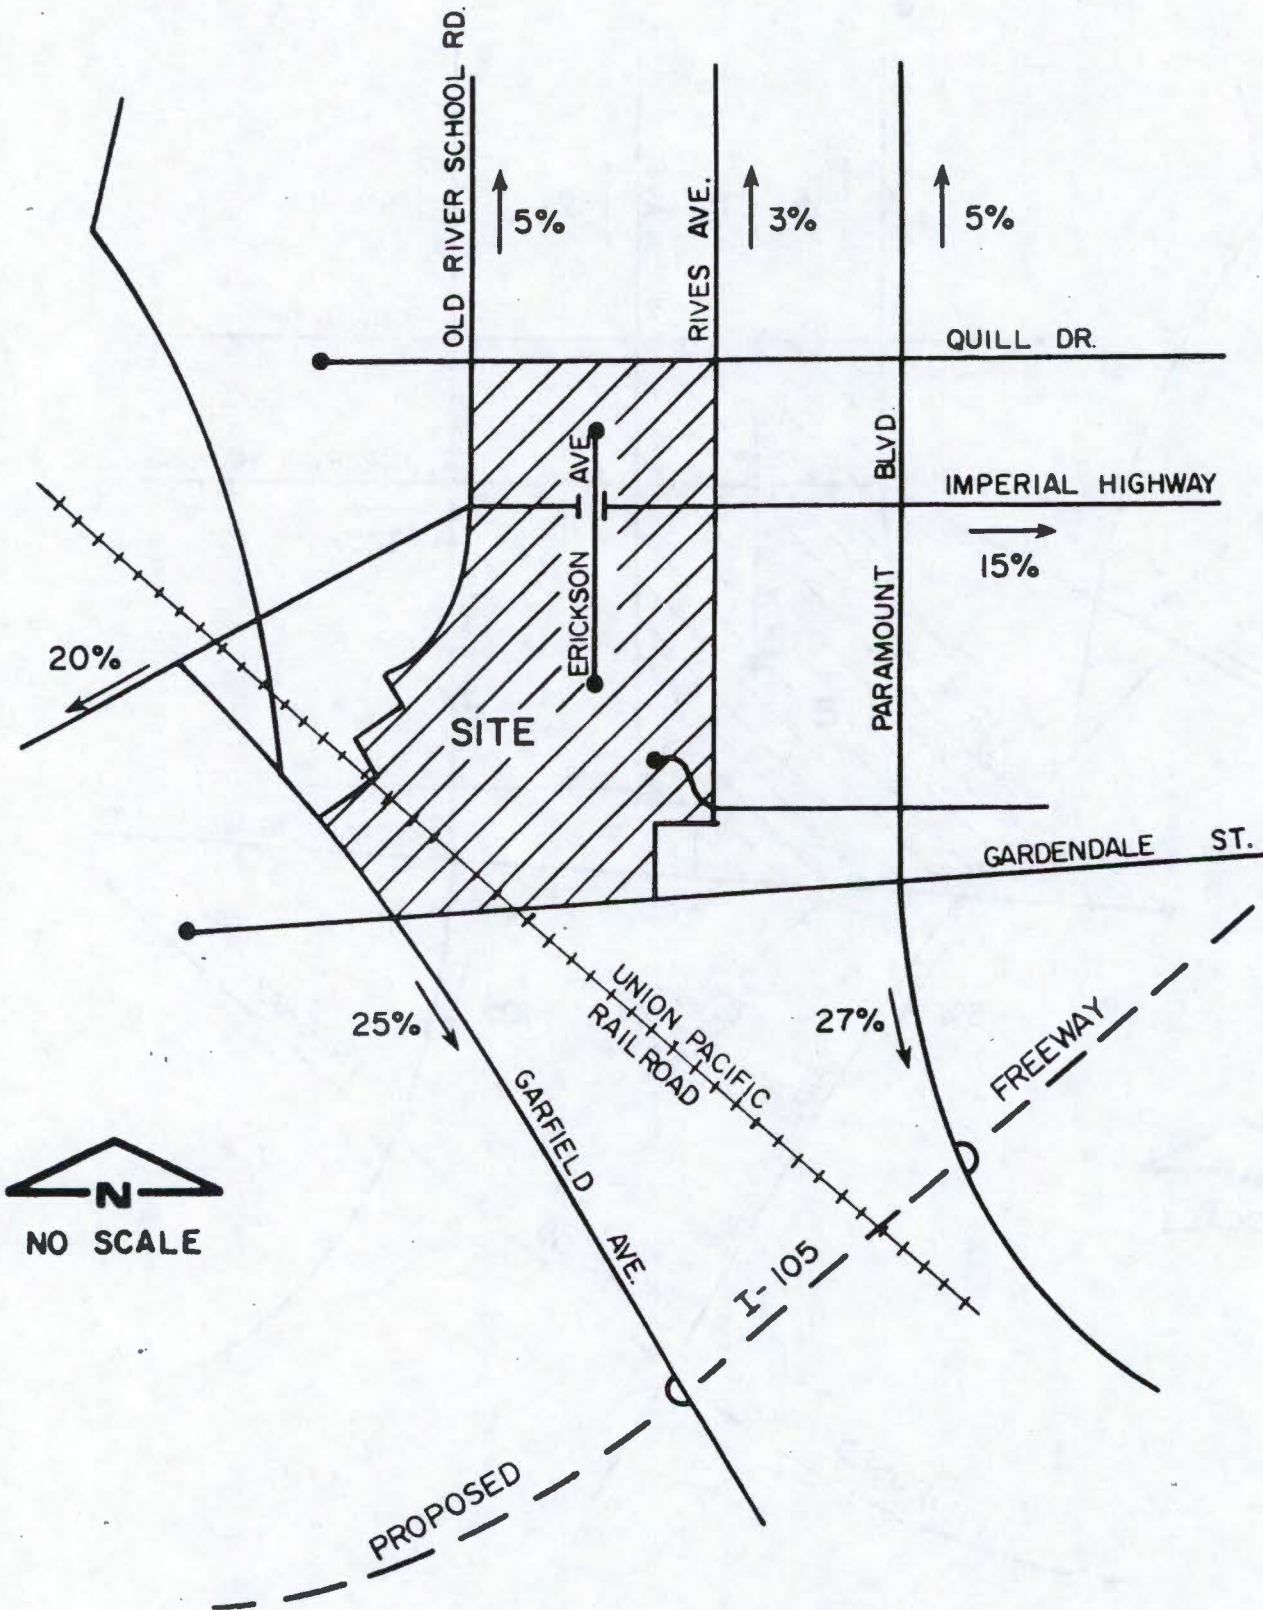 OLD RIVER SCHOOL RD.
5%
RIVES AVE.
3%
5%
QUILL DR.
PARAMOUNT BLVD.
IMPERIAL HIGHWAY
15%
ERICKSON AVE
20%
SITE
GARDENDALE ST.
25%
UNION PACIFIC
RAILROAD
27%
FREEWAY
GARFIELD AVE.
N
NO SCALE
I-105
PROPOSED